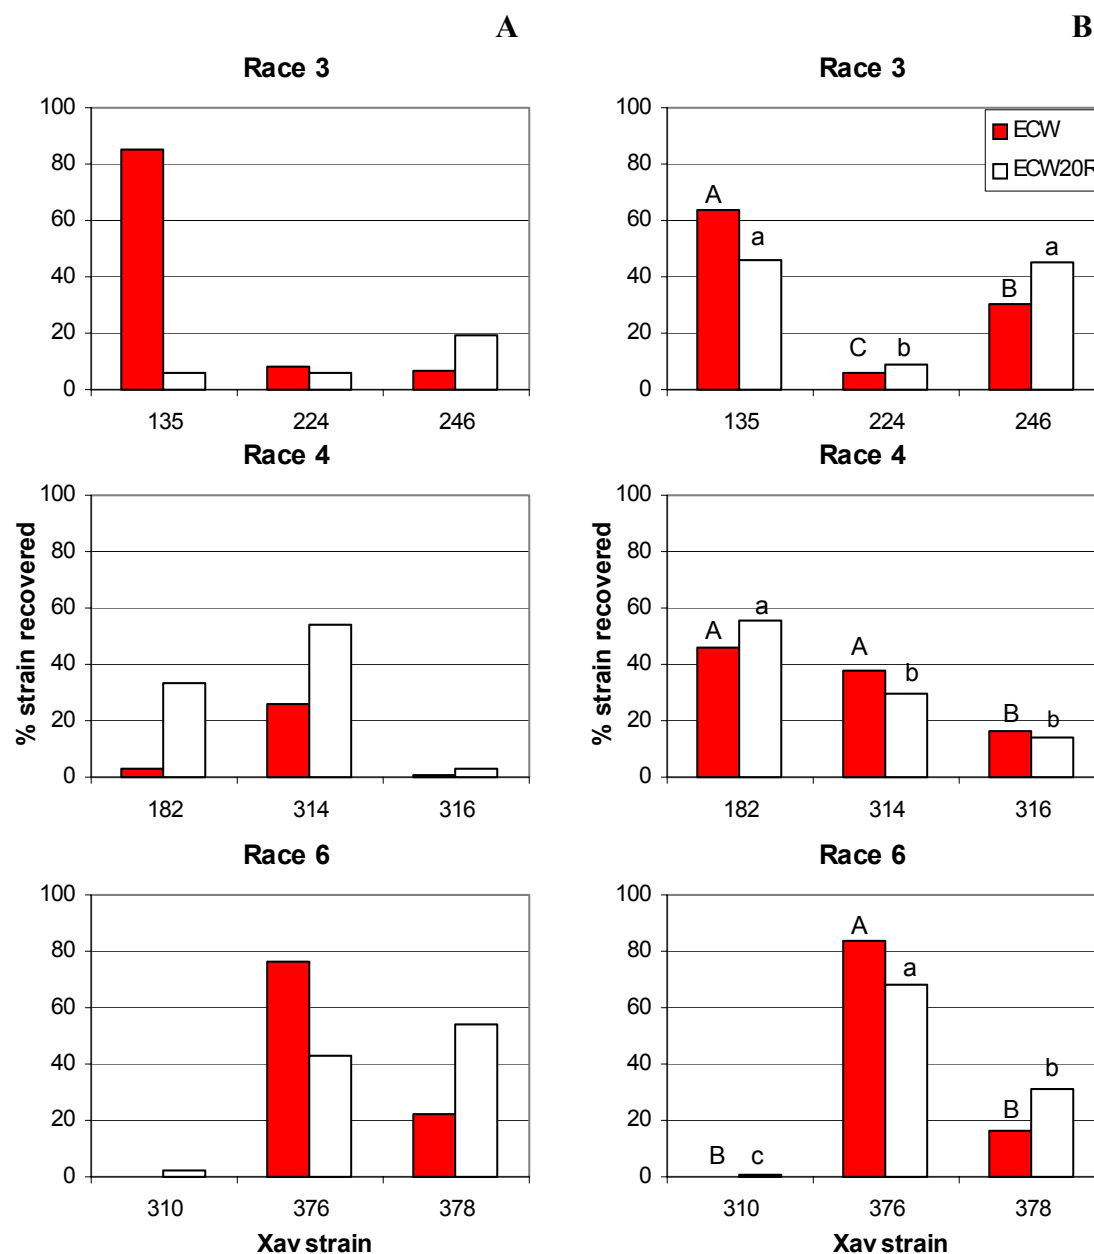 A
B
Race 3
100
80
60
40
20
0
135 224 246
Race 3
ECW
ECW20R
100
80
60
40
20
0
A a
C b
B a
135 224 246
Race 4
% strain recovered
100
80
60
40
20
0
182 314 316
Race 4
% strain recovered
100
80
60
40
20
0
A a
A b
B b
182 314 316
Race 6
100
80
60
40
20
0
310 376 378
Xav strain
Race 6
100
80
60
40
20
0
B c
A a
B b
310 376 378
Xav strain